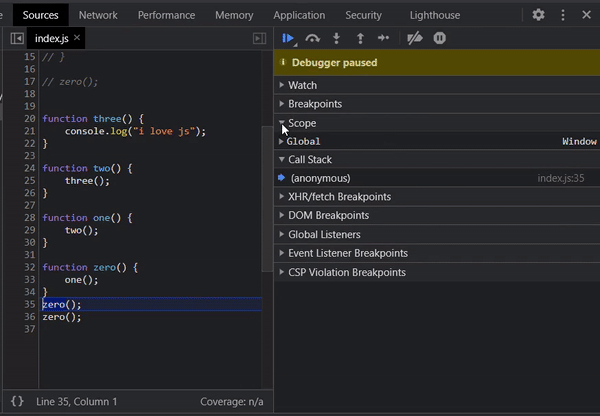 Sources Network Performance Memory Application Security Lighthouse
index.js ×
Debugger paused
15 // }
16
17 // zero();
18
19
20 function three() {
21 console.log("i love js");
22 }
23
24 function two() {
25 three();
26 }
27
28 function one() {
29 two();
30 }
31
32 function zero() {
33 one();
34 }
35 zero();
36 zero();
37
Watch
Breakpoints
Scope
Global Window
Call Stack
(anonymous) index.js:35
XHR/fetch Breakpoints
DOM Breakpoints
Global Listeners
Event Listener Breakpoints
CSP Violation Breakpoints
{} Line 35, Column 1 Coverage: n/a